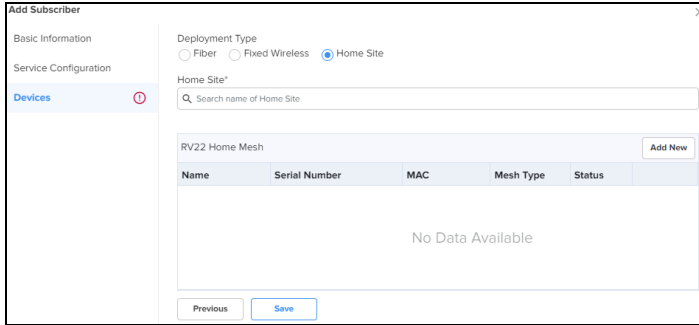 Add Subscriber
Basic Information
Service Configuration
Devices
Deployment Type
Fiber Fixed Wireless Home Site
Home Site*
Search name of Home Site
RV22 Home Mesh Add New
Name Serial Number MAC Mesh Type Status
No Data Available
Previous Save